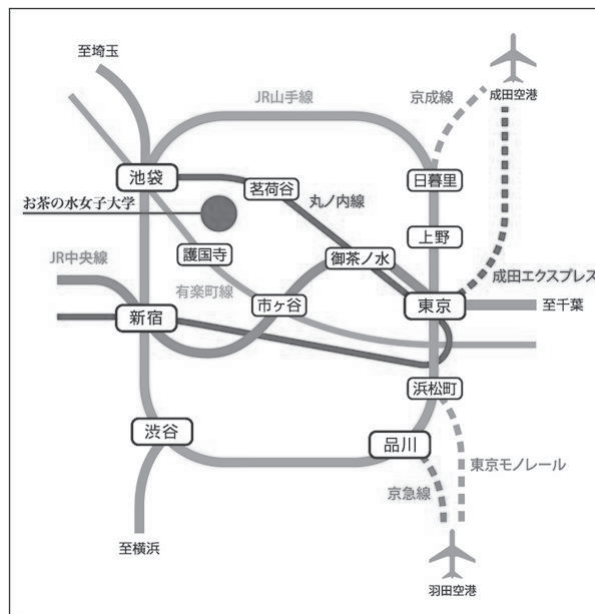 至埼玉
JR山手線
京成線
成田空港
池袋
茗荷谷
丸ノ内線
日暮里
お茶の水女子大学
上野
護国寺
御茶ノ水
JR中央線
成田エクスプレス
有楽町線
市ヶ谷
新宿
東京
至千葉
浜松町
渋谷
品川
東京モノレール
京急線
至横浜
羽田空港